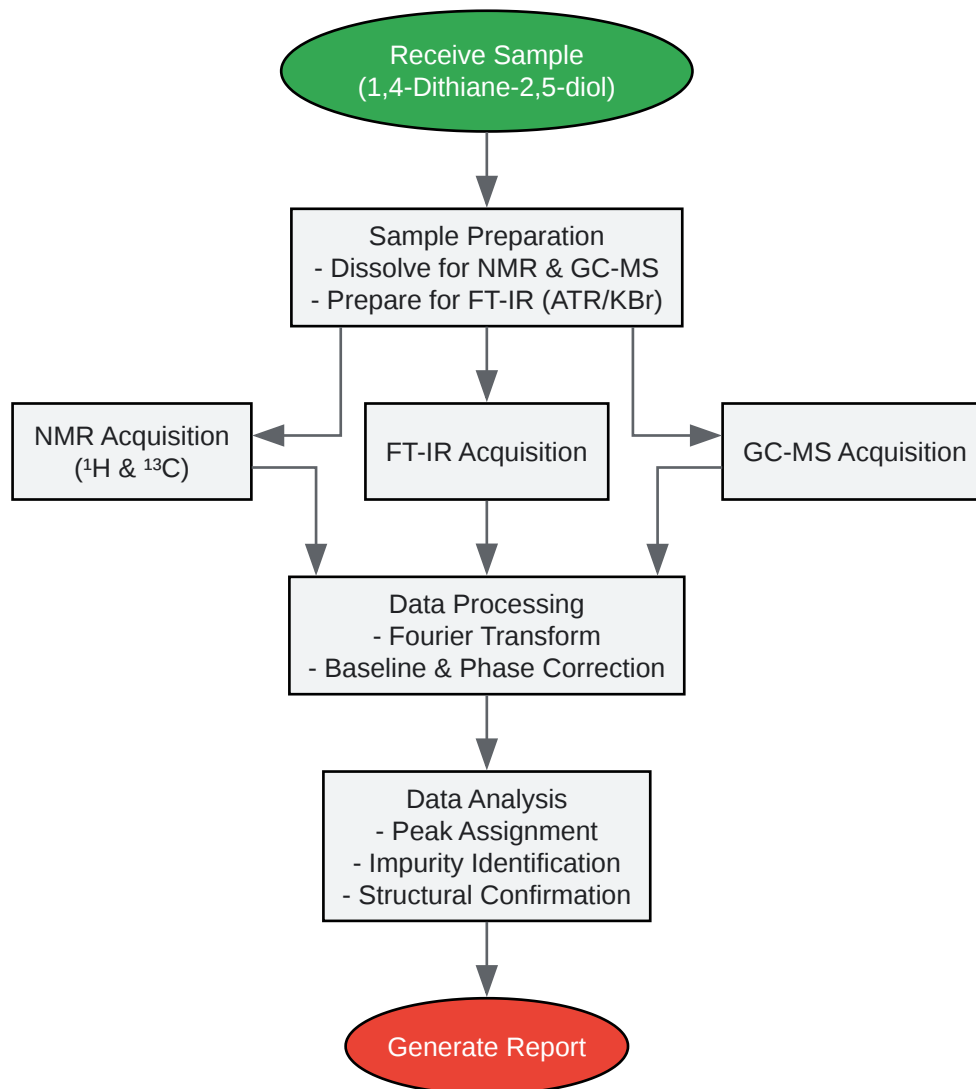 Receive Sample
(1,4-Dithiane-2,5-diol)
Sample Preparation
- Dissolve for NMR & GC-MS
- Prepare for FT-IR (ATR/KBr)
NMR Acquisition
(¹H & ¹³C)
FT-IR Acquisition
GC-MS Acquisition
Data Processing
- Fourier Transform
- Baseline & Phase Correction
Data Analysis
- Peak Assignment
- Impurity Identification
- Structural Confirmation
Generate Report